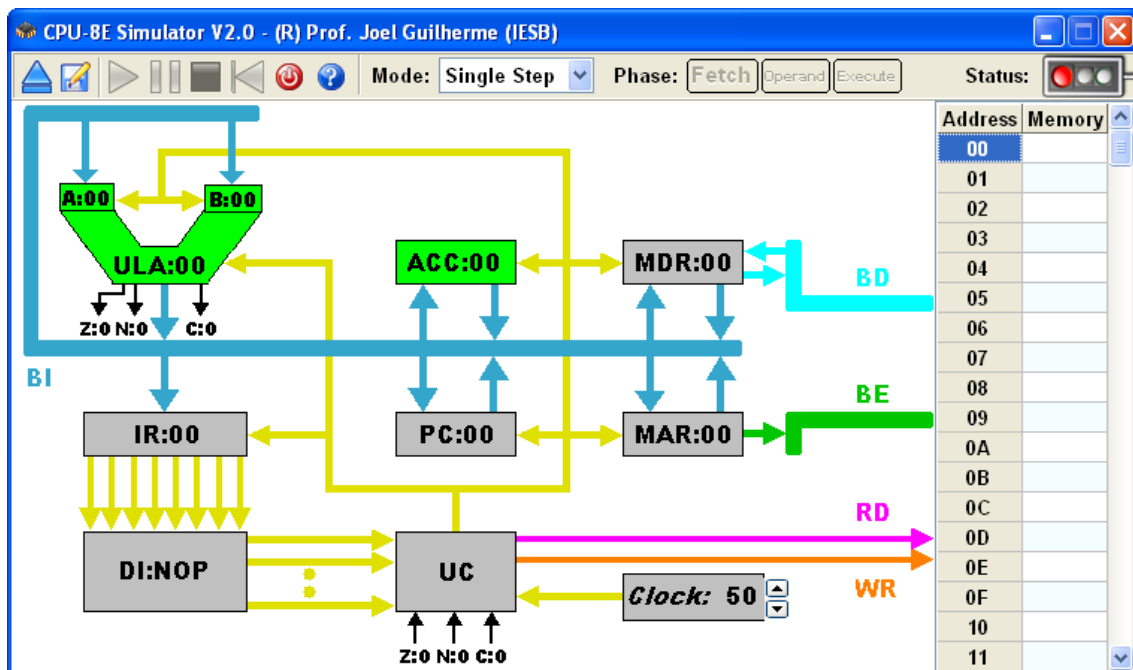 CPU-8E Simulator V2.0 - (R) Prof. Joel Guilherme (IESB)
Mode: Single Step Phase: Fetch Operand Execute Status:
Address Memory
00
01
02
03
04
05
06
07
08
09
0A
0B
0C
0D
0E
0F
10
11
A:00 B:00
ULA:00 ACC:00 MDR:00
BD
Z:0 N:0 C:0
BI
BE
IR:00 PC:00 MAR:00
RD
DI:NOP UC
WR
Clock: 50
Z:0 N:0 C:0